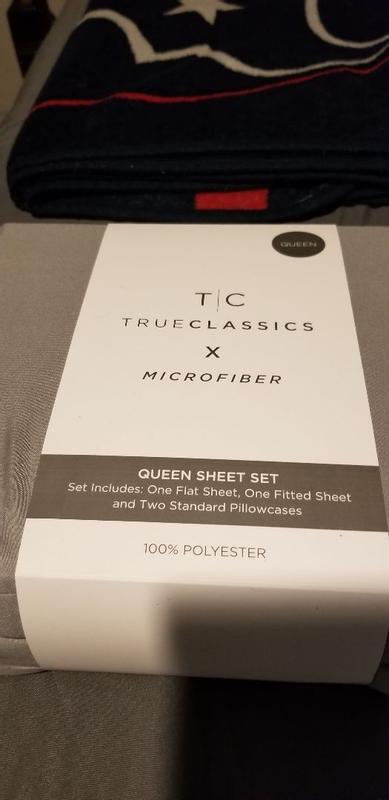 QUEEN
T|C
TRUECLASSICS
X
MICROFIBER
QUEEN SHEET SET
Set Includes: One Flat Sheet, One Fitted Sheet
and Two Standard Pillowcases
100% POLYESTER